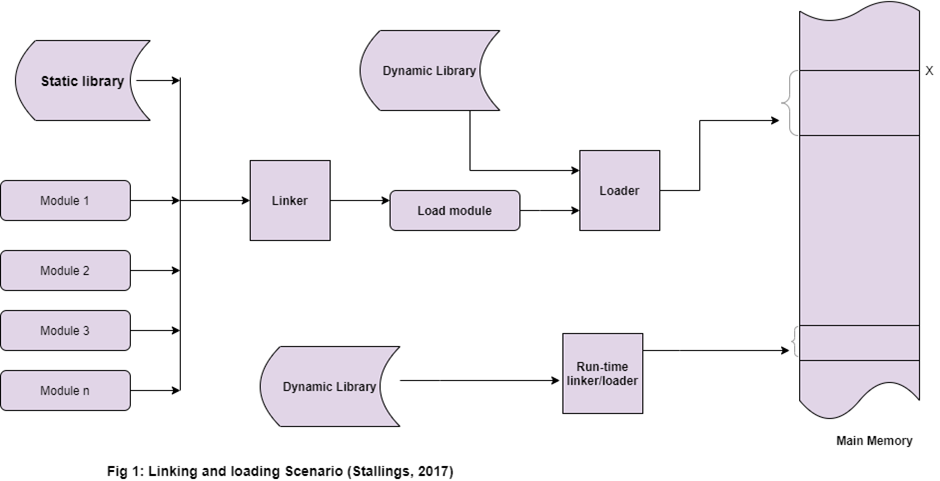 Static library
Dynamic Library
X
Module 1
Linker
Load module
Loader
Module 2
Module 3
Module n
Dynamic Library
Run-time
linker/loader
Main Memory
Fig 1: Linking and loading Scenario (Stallings, 2017)